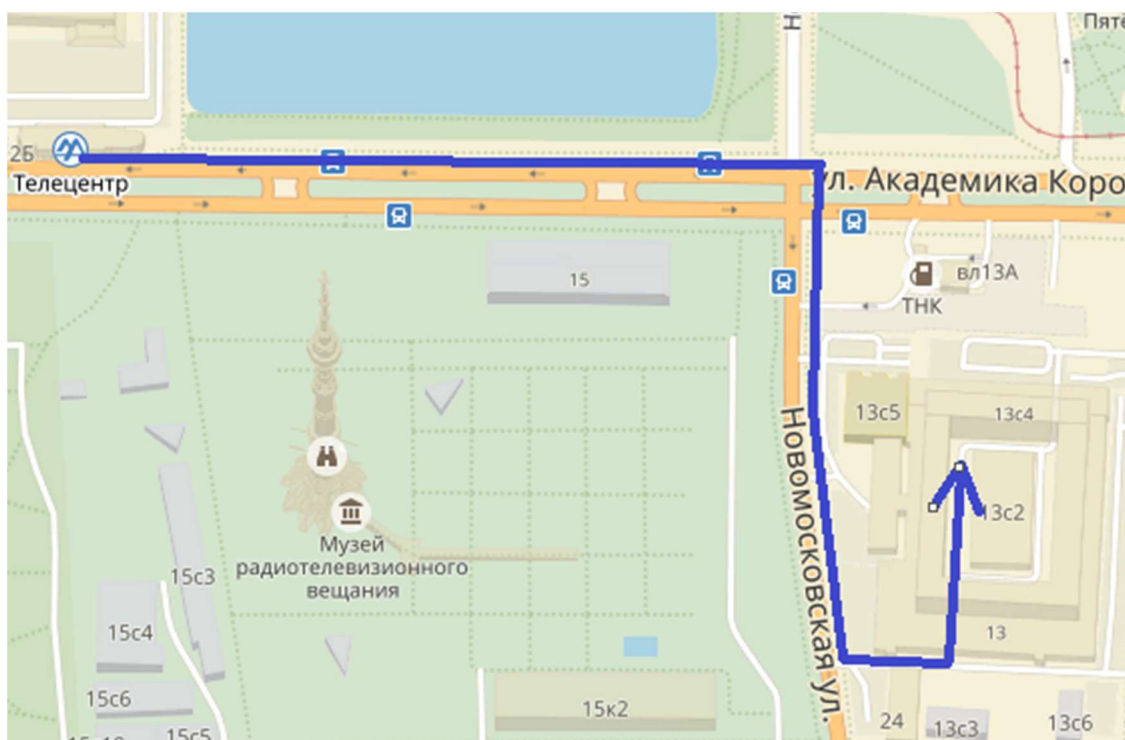 Н
Пяте
2Б
Телецентр
ул. Академика Коро
15
вл13А
ТНК
13с5
13с4
Новомосковская ул.
13с2
Музей
радиотелевизионного
вещания
15с3
15с4
13
15с6
15к2
24
13с3
13с6
15с5